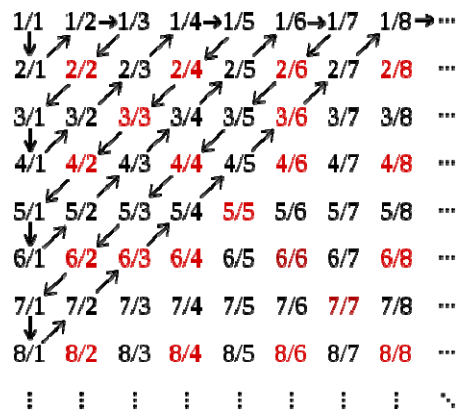 1/1 1/2 1/3 1/4 1/5 1/6 1/7 1/8 ⋯
2/1 2/2 2/3 2/4 2/5 2/6 2/7 2/8 ⋯
3/1 3/2 3/3 3/4 3/5 3/6 3/7 3/8 ⋯
4/1 4/2 4/3 4/4 4/5 4/6 4/7 4/8 ⋯
5/1 5/2 5/3 5/4 5/5 5/6 5/7 5/8 ⋯
6/1 6/2 6/3 6/4 6/5 6/6 6/7 6/8 ⋯
7/1 7/2 7/3 7/4 7/5 7/6 7/7 7/8 ⋯
8/1 8/2 8/3 8/4 8/5 8/6 8/7 8/8 ⋯
⋮ ⋮ ⋮ ⋮ ⋮ ⋮ ⋮ ⋮ ⋱